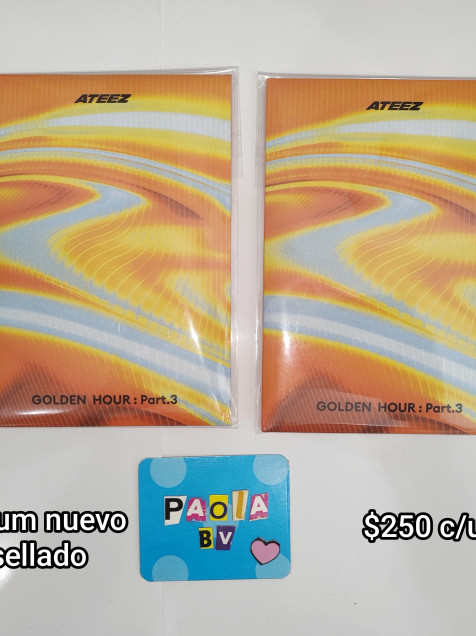 ATEEZ
ATEEZ
GOLDEN HOUR : Part.3
GOLDEN HOUR : Part.3
PAOLA
BV
um nuevo
sellado
$250 c/u